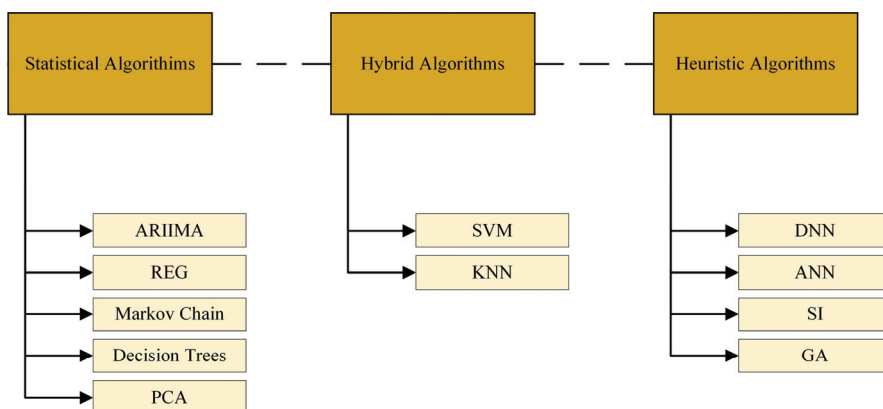 Statistical Algorithims
Hybrid Algorithms
Heuristic Algorithms
ARIIMA
REG
Markov Chain
Decision Trees
PCA
SVM
KNN
DNN
ANN
SI
GA